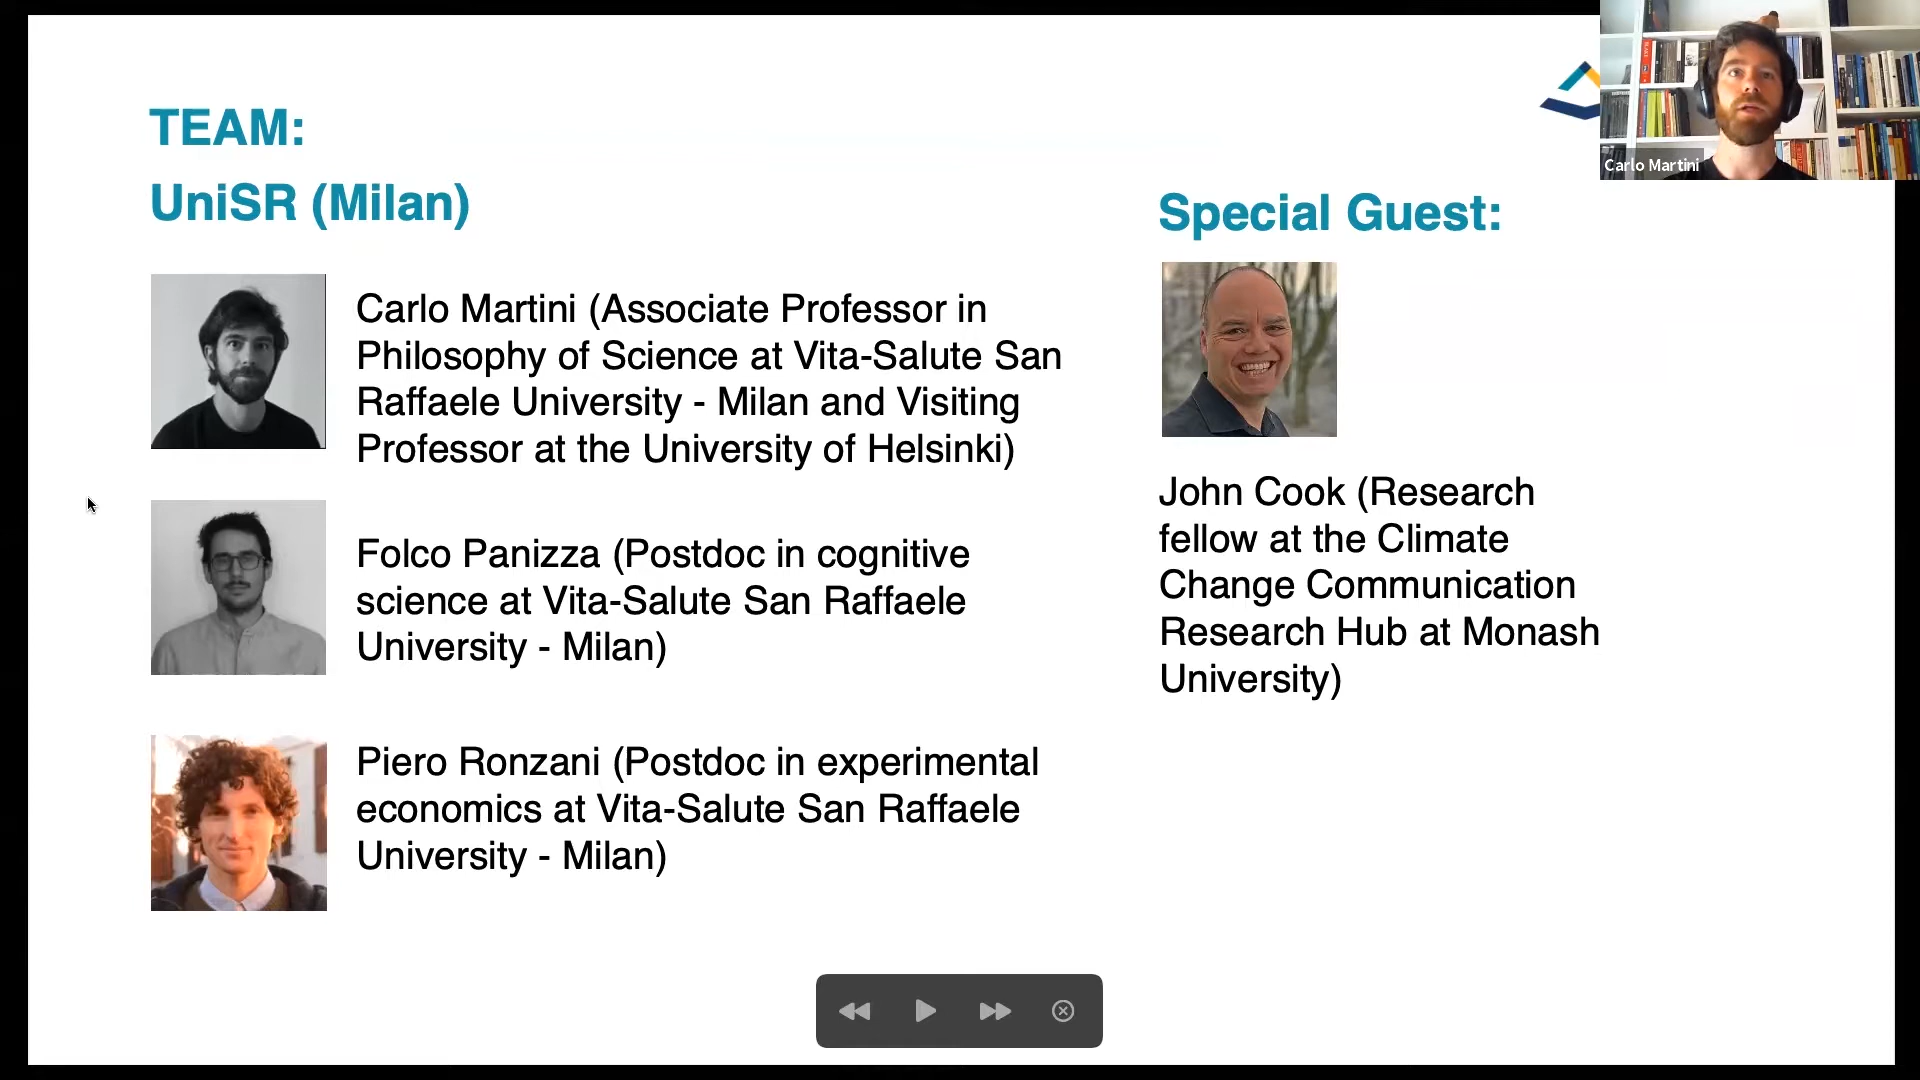 TEAM:
UniSR (Milan)
Carlo Martini (Associate Professor in
Philosophy of Science at Vita-Salute San
Raffaele University - Milan and Visiting
Professor at the University of Helsinki)
Folco Panizza (Postdoc in cognitive
science at Vita-Salute San Raffaele
University - Milan)
Piero Ronzani (Postdoc in experimental
economics at Vita-Salute San Raffaele
University - Milan)
Special Guest:
John Cook (Research
fellow at the Climate
Change Communication
Research Hub at Monash
University)
Carlo Martini